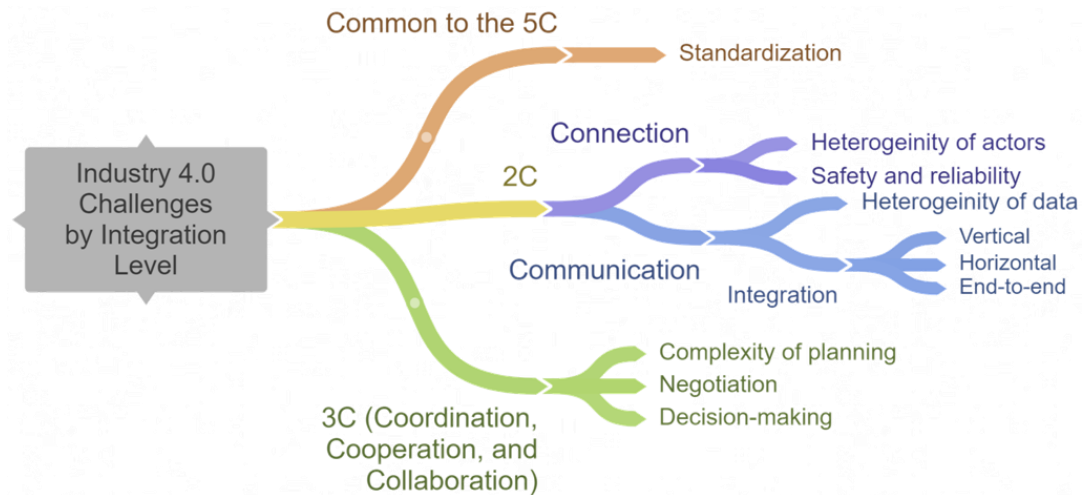 Common to the 5C
Standardization
Industry 4.0
Challenges
by Integration
Level
2C
Connection
Heterogeinity of actors
Safety and reliability
Communication
Heterogeinity of data
Integration
Vertical
Horizontal
End-to-end
3C (Coordination,
Cooperation, and
Collaboration)
Complexity of planning
Negotiation
Decision-making